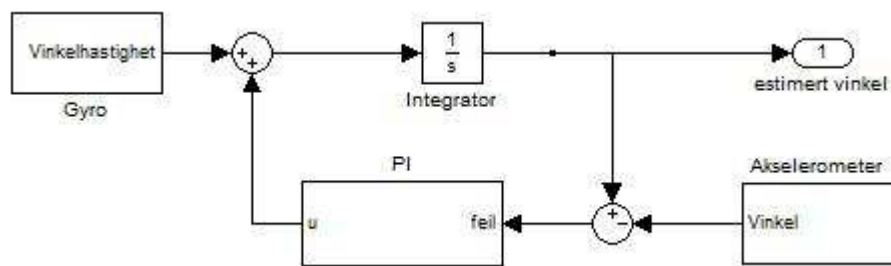 Vinkelhastighet
Gyro
+
+
1
s
Integrator
1
estimert vinkel
PI
u
feil
+
−
Akselerometer
Vinkel